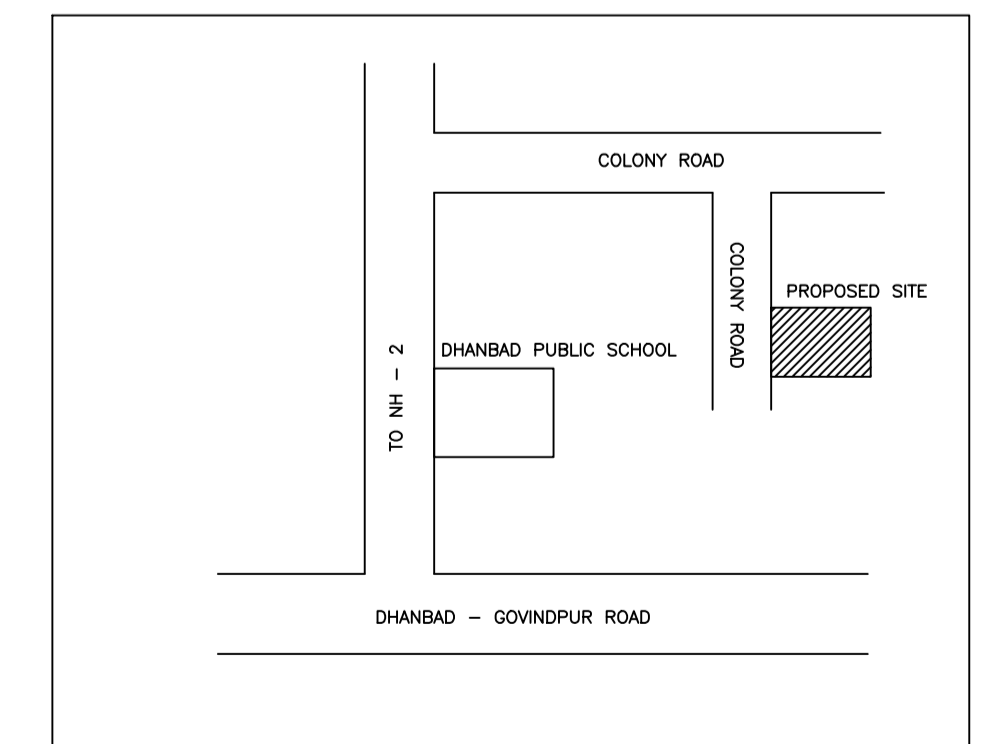 COLONY ROAD
COLONY ROAD
PROPOSED SITE
DHANBAD PUBLIC SCHOOL
TO NH - 2
DHANBAD - GOVINDPUR ROAD